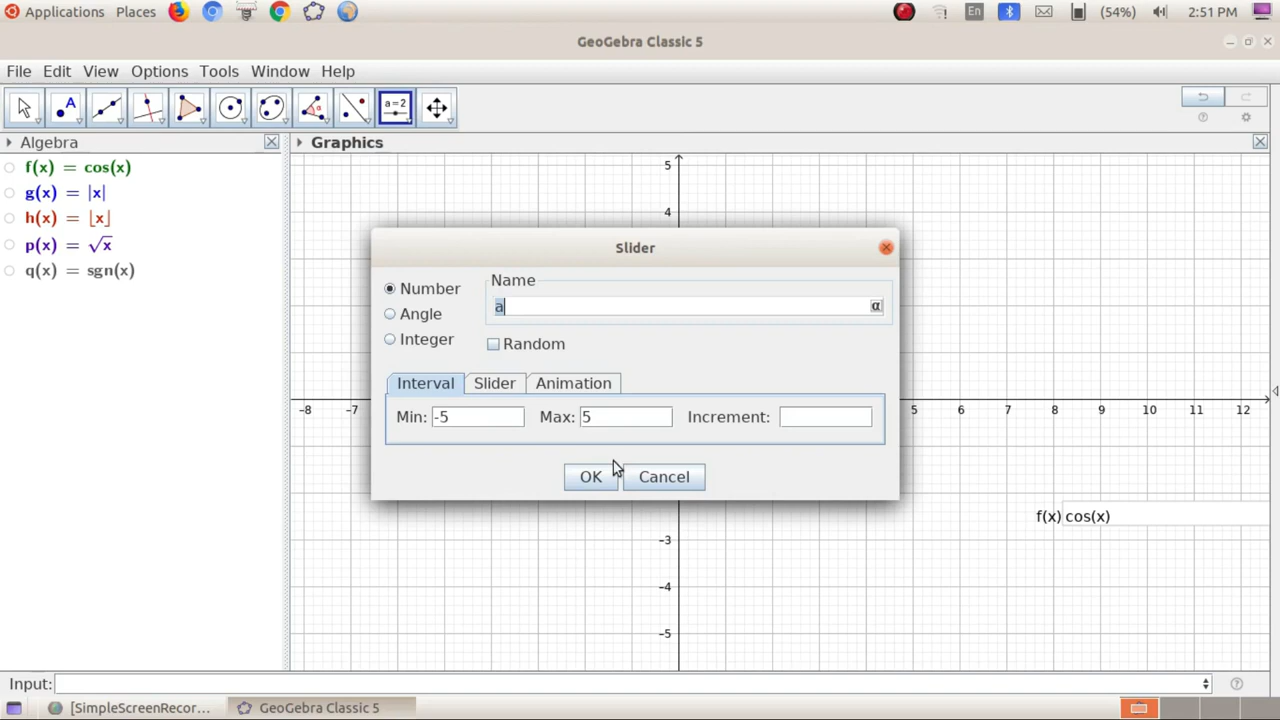 Applications Places En (54%) 2:51 PM
GeoGebra Classic 5
File Edit View Options Tools Window Help
A α a=2
Algebra
Graphics
f(x) = cos(x)
g(x) = |x|
h(x) = ⌊x⌋
p(x) = √x
q(x) = sgn(x)
5
4
Slider
Number
Angle
Integer
Name
a
α
Random
Interval Slider Animation
Min: -5 Max: 5 Increment:
OK Cancel
-8 -7 5 6 7 8 9 10 11 12
f(x) cos(x)
-3
-4
-5
Input:
[SimpleScreenRecor... GeoGebra Classic 5